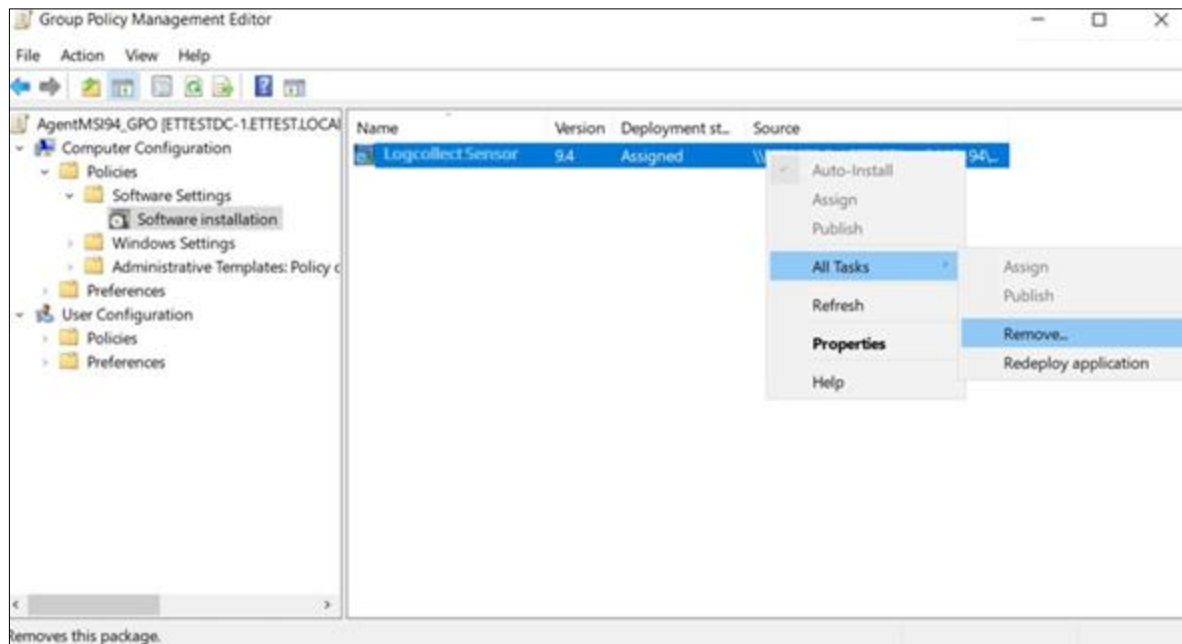 Group Policy Management Editor
File Action View Help
AgentMSI94_GPO [ETTESTDC-1.ETTEST.LOCAL
Computer Configuration
Policies
Software Settings
Software installation
Windows Settings
Administrative Templates: Policy
Preferences
User Configuration
Policies
Preferences
Name Version Deployment st... Source
Logcollect Sensor 9.4 Assigned \\ 94\...
Auto-Install
Assign
Publish
All Tasks
Refresh
Properties
Help
Assign
Publish
Remove...
Redeploy application
Removes this package.